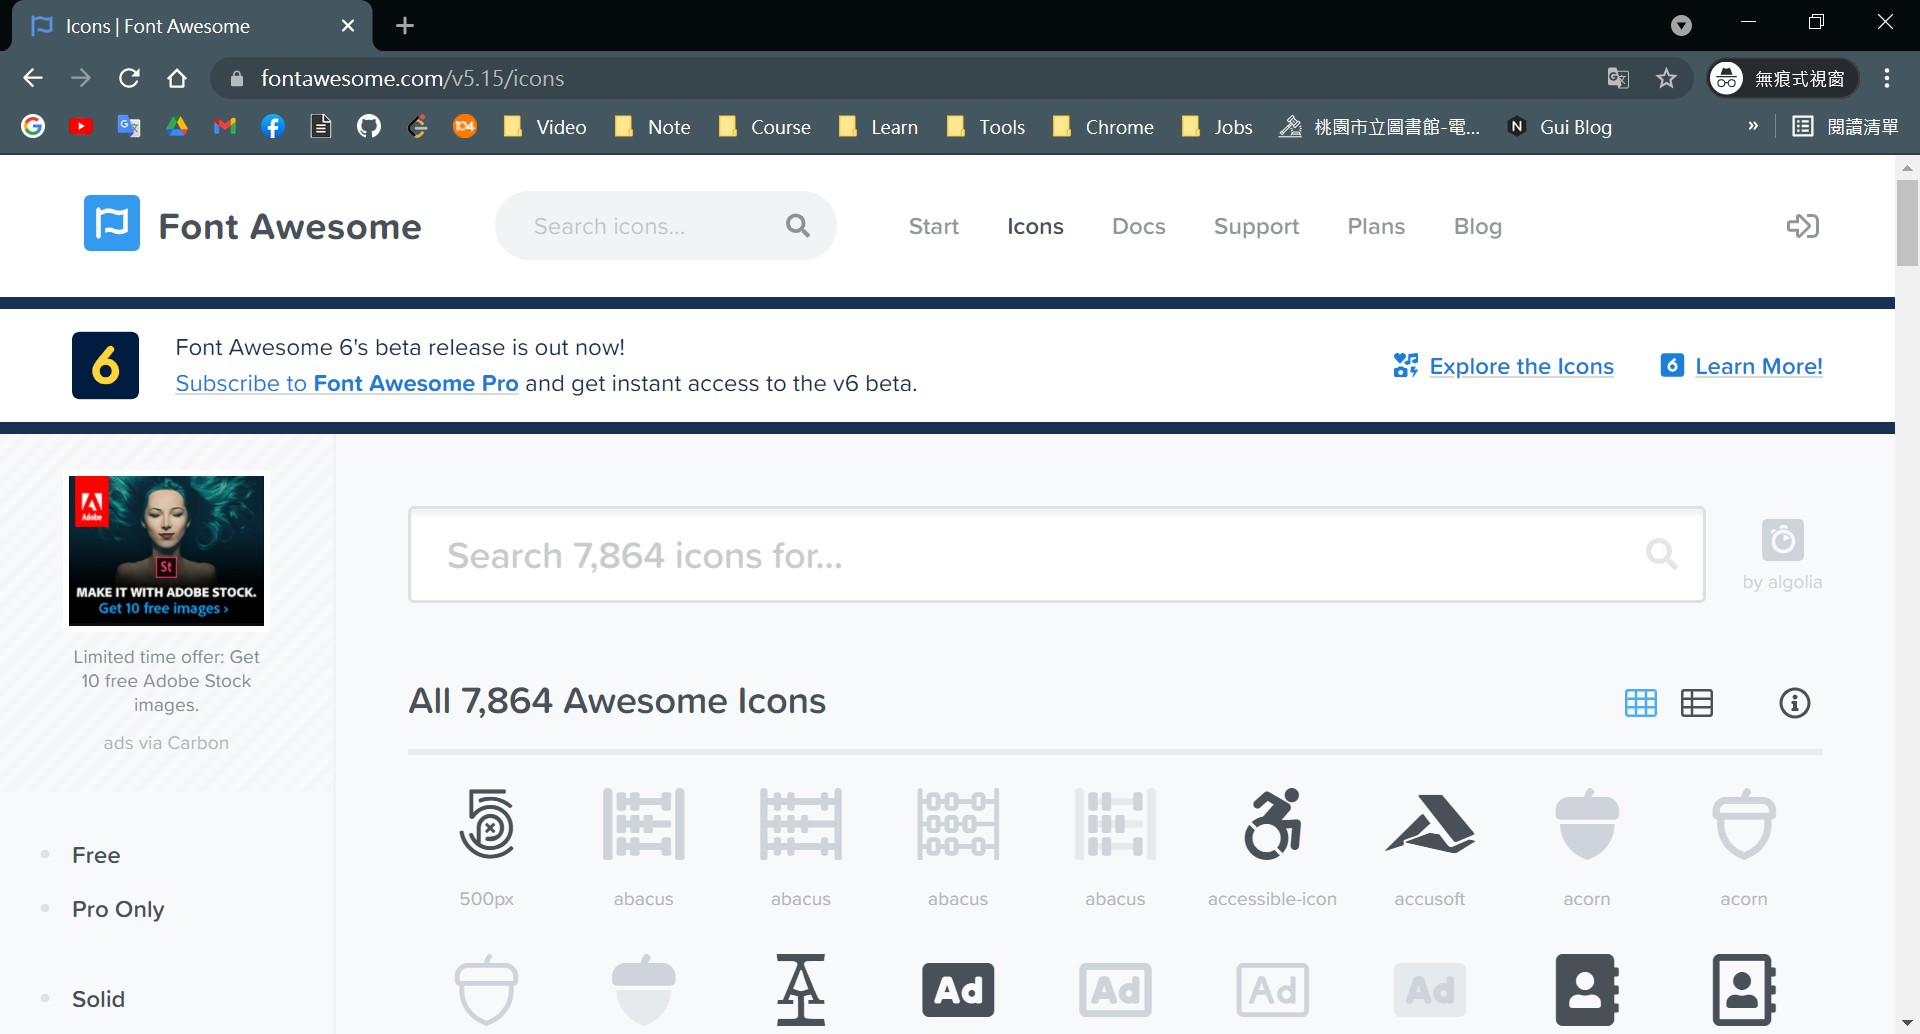 Icons | Font Awesome
fontawesome.com/v5.15/icons
無痕式視窗
104 Video Note Course Learn Tools Chrome Jobs 桃園市立圖書館-電... N Gui Blog » 閱讀清單
Font Awesome
Search icons...
Start Icons Docs Support Plans Blog
6
Font Awesome 6's beta release is out now!
Subscribe to Font Awesome Pro and get instant access to the v6 beta.
Explore the Icons
6 Learn More!
Adobe
St
MAKE IT WITH ADOBE STOCK.
Get 10 free images ›
Limited time offer: Get
10 free Adobe Stock
images.
ads via Carbon
Search 7,864 icons for...
by algolia
All 7,864 Awesome Icons
500px abacus abacus abacus abacus accessible-icon accusoft acorn acorn
Ad Ad Ad Ad
Free
Pro Only
Solid